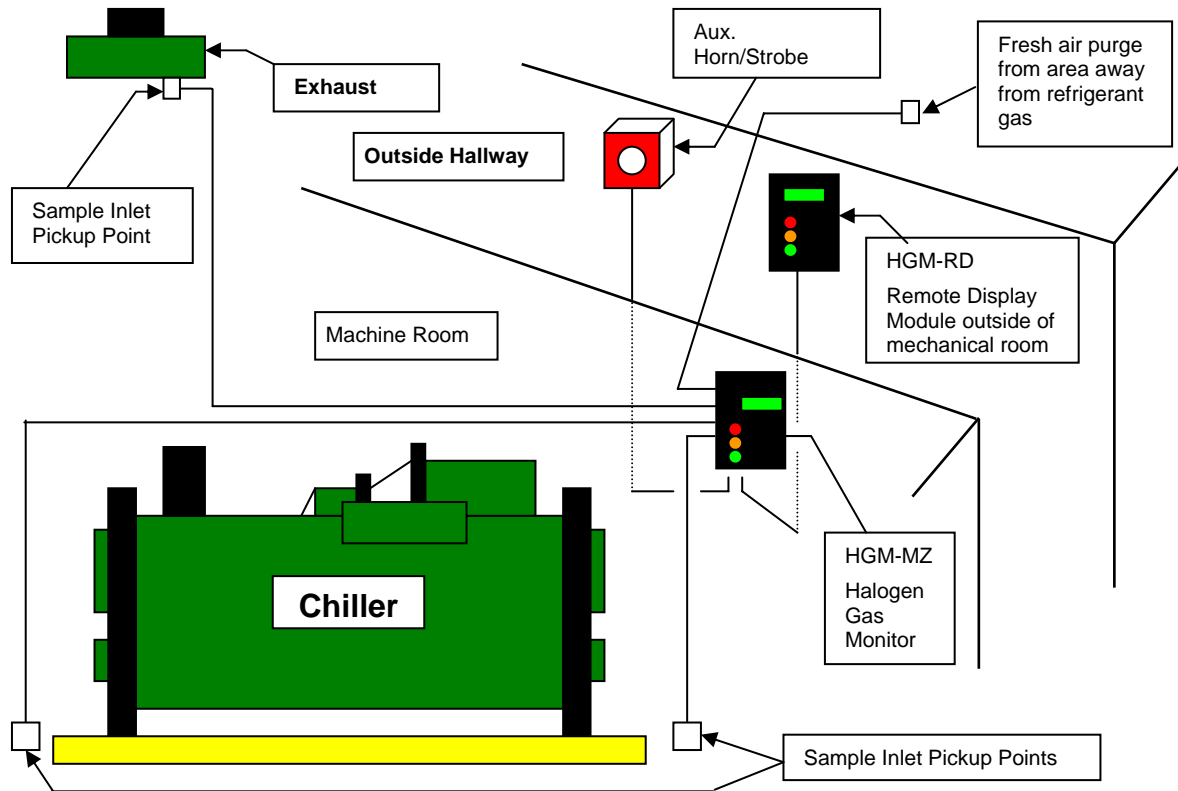 Aux.
Horn/Strobe
Fresh air purge
from area away
from refrigerant
gas
Exhaust
Outside Hallway
Sample Inlet
Pickup Point
HGM-RD
Remote Display
Module outside of
mechanical room
Machine Room
HGM-MZ
Halogen
Gas
Monitor
Chiller
Sample Inlet Pickup Points